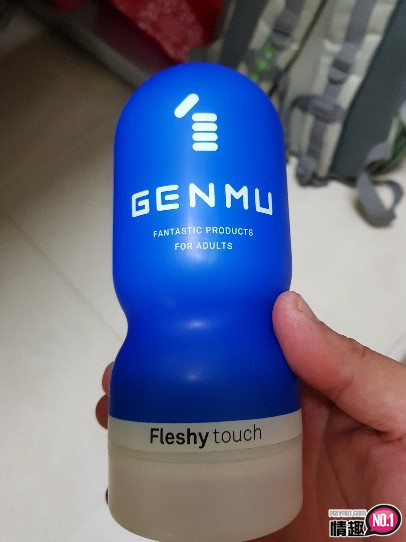 GENMU
FANTASTIC PRODUCTS
FOR ADULTS
Fleshy touch
情趣
NO.1